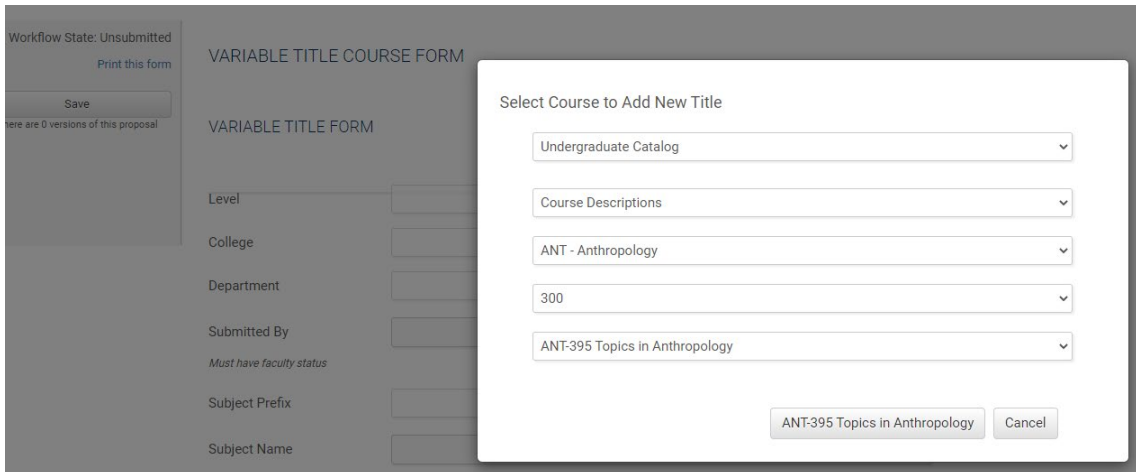 Workflow State: Unsubmitted
Print this form
Save
here are 0 versions of this proposal
VARIABLE TITLE COURSE FORM
VARIABLE TITLE FORM
Level
College
Department
Submitted By
Must have faculty status
Subject Prefix
Subject Name
Select Course to Add New Title
Undergraduate Catalog
Course Descriptions
ANT - Anthropology
300
ANT-395 Topics in Anthropology
ANT-395 Topics in Anthropology Cancel